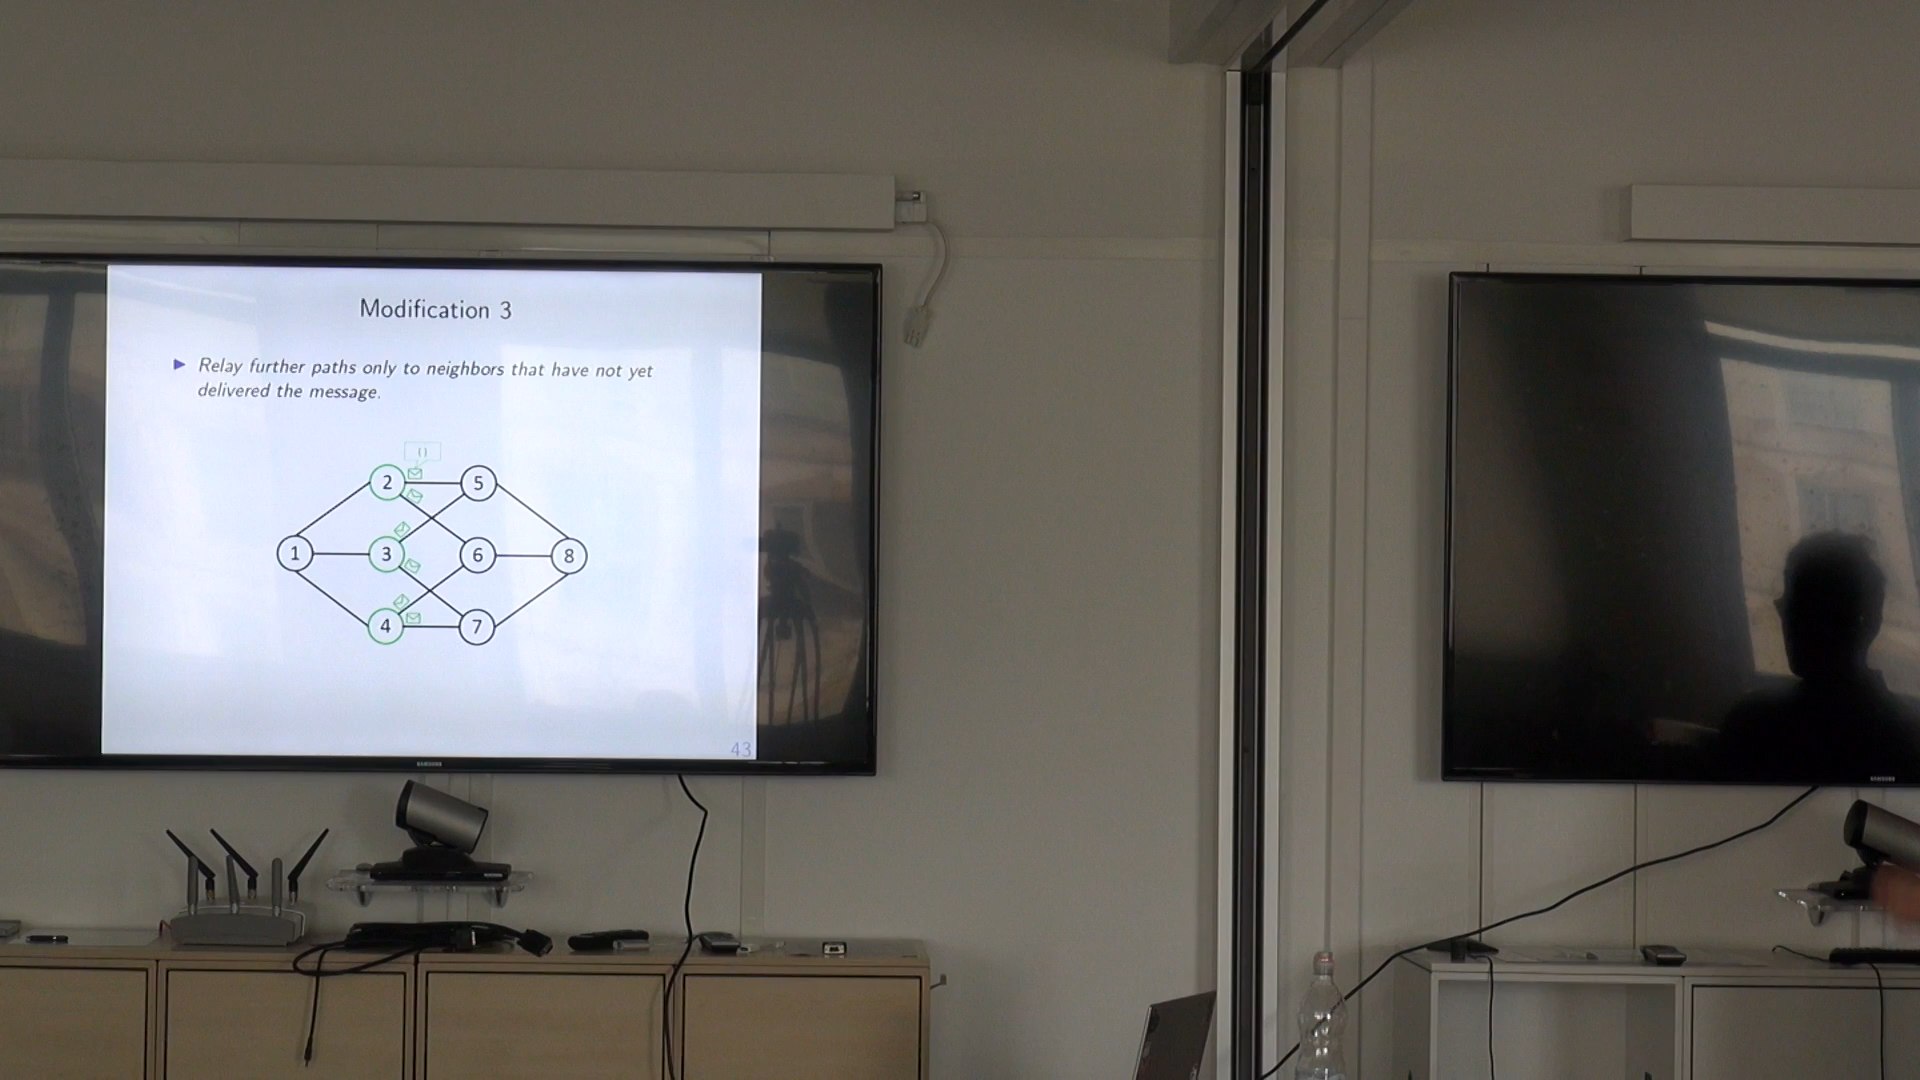 Modification 3
Relay further paths only to neighbors that have not yet
delivered the message.
()
2 5
1 3 6 8
4 7
43